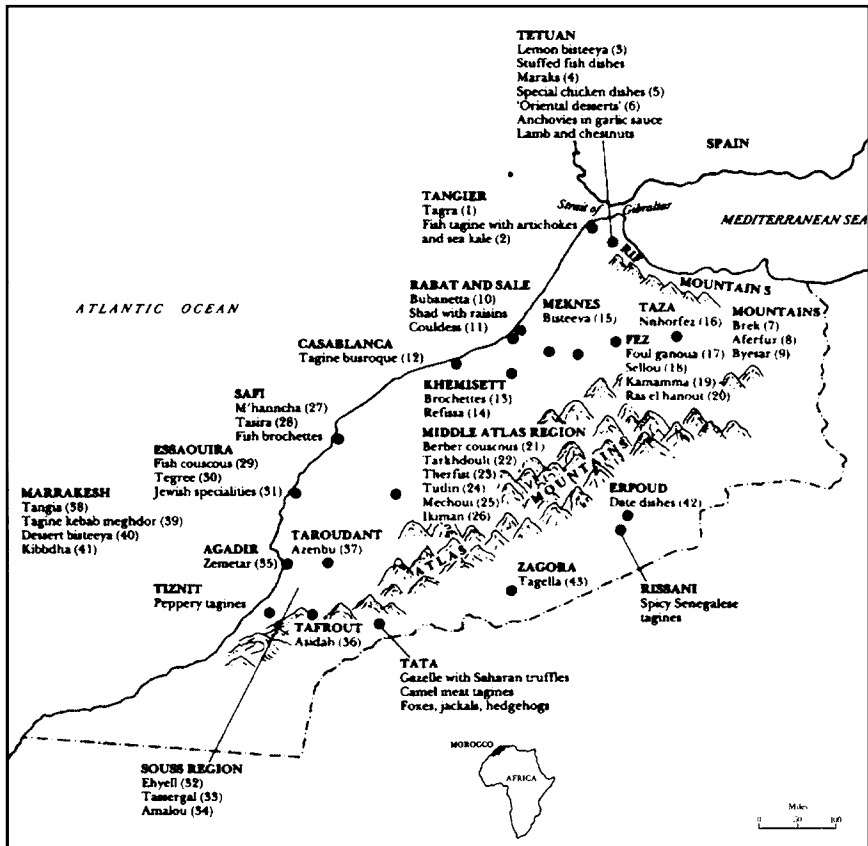 TETUAN
Lemon bisteeya (3)
Stuffed fish dishes
Maraks (4)
Special chicken dishes (5)
'Oriental desserts' (6)
Anchovies in garlic sauce
Lamb and chestnuts
SPAIN
TANGIER
Tagra (1)
Fish tagine with artichokes
and sea kale (2)
Strait of Gibraltar
MEDITERRANEAN SEA
RIF
MOUNTAINS
ATLANTIC OCEAN
RABAT AND SALE
Bubanetta (10)
Shad with raisins
Couldess (11)
MEKNES
Bisteeva (15)
TAZA
Nnhorfez (16)
MOUNTAINS
Brek (7)
Aferfur (8)
Byesar (9)
FEZ
Foul ganoua (17)
Sellou (18)
Kamamma (19)
Ras el hanout (20)
CASABLANCA
Tagine busroque (12)
KHEMISETT
Brochettes (13)
Refissa (14)
SAFI
M'hanncha (27)
Tasira (28)
Fish brochettes
MIDDLE ATLAS REGION
Berber couscous (21)
Tarkhdoult (22)
Therfist (23)
Tudin (24)
Mechoui (25)
Ikuman (26)
ESSAOUIRA
Fish couscous (29)
Tegree (30)
Jewish specialities (31)
MARRAKESH
Tangia (38)
Tagine kebab meghdor (39)
Dessert bisteeya (40)
Kibbdha (41)
ATLAS MOUNTAINS
ERFOUD
Date dishes (42)
TAROUDANT
Azenbu (37)
AGADIR
Zemetar (35)
ZAGORA
Tagella (43)
RISSANI
Spicy Senegalese
tagines
TIZNIT
Peppery tagines
TAFROUT
Asidah (36)
TATA
Gazelle with Saharan truffles
Camel meat tagines
Foxes, jackals, hedgehogs
SOUSS REGION
Ehyell (32)
Tassergal (33)
Amalou (34)
MOROCCO
AFRICA
Miles
0 50 100